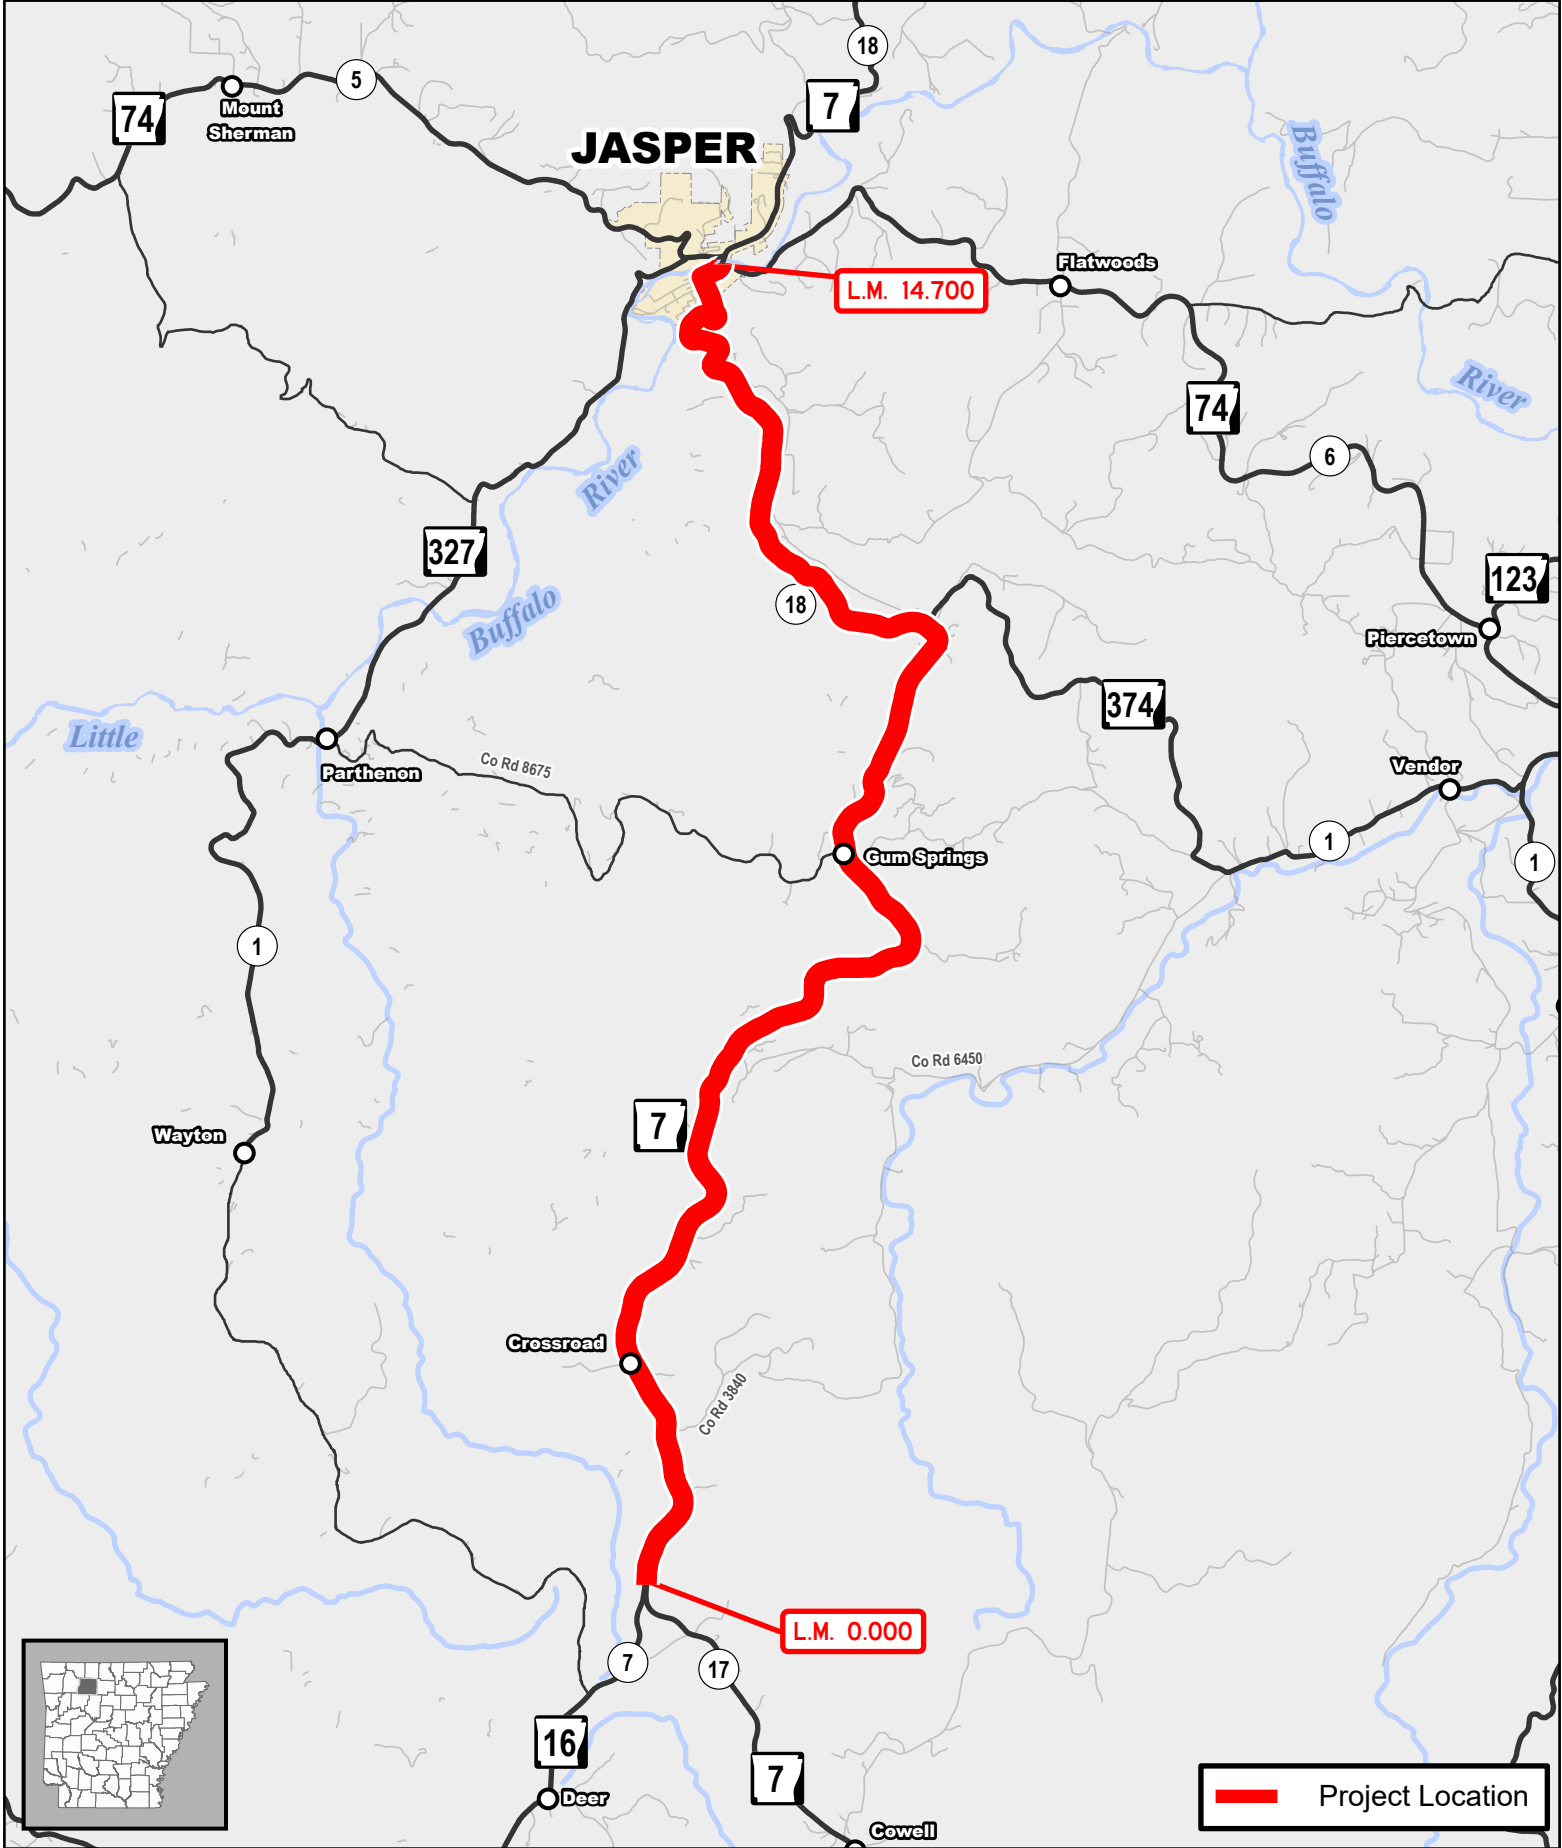 18
5
Mount
Sherman
74
7
JASPER
Buffalo
Flatwoods
L.M. 14.700
River
74
6
River
327
123
18
Buffalo
Piercetown
374
Little
Parthenon
Co Rd 8675
Vendor
1
Gum Springs
1
1
Co Rd 6450
7
Wayton
Crossroad
Co Rd 3840
L.M. 0.000
7
17
16
7
Deer
Project Location
Cowell